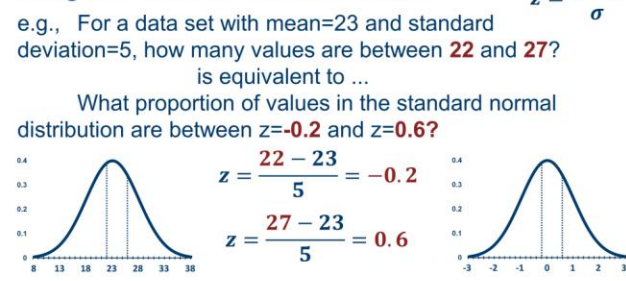 σ
e.g., For a data set with mean=23 and standard
deviation=5, how many values are between 22 and 27?
is equivalent to ...
What proportion of values in the standard normal
distribution are between z=-0.2 and z=0.6?
z = (22 – 23)/5 = −0.2
z = (27 – 23)/5 = 0.6
0.4
0.3
0.2
0.1
0
8 13 18 23 28 33 38
0.4
0.3
0.2
0.1
0
-3 -2 -1 0 1 2 3